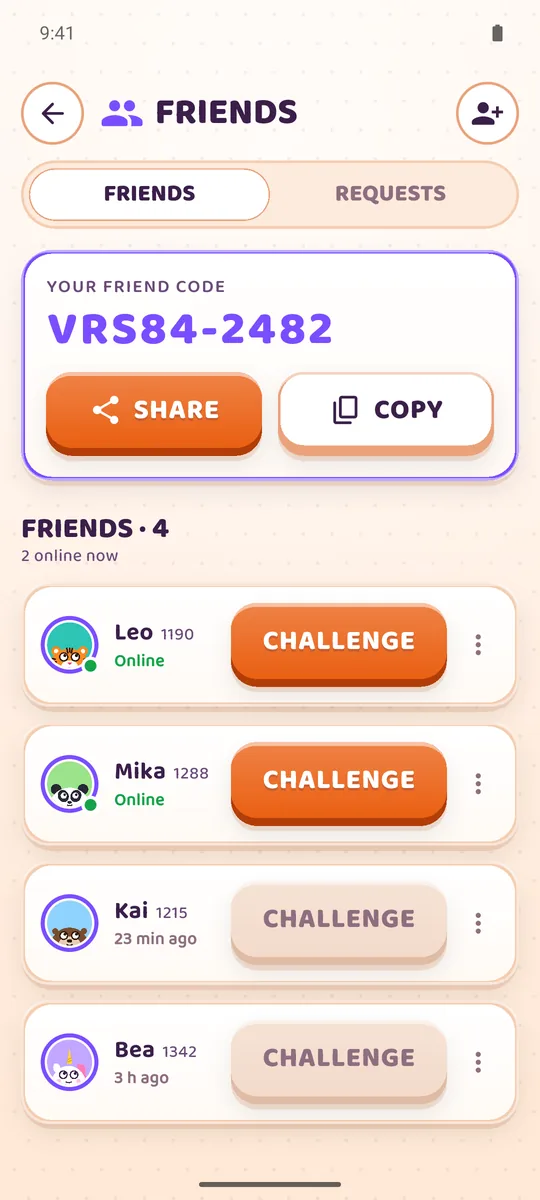 9:41
FRIENDS
FRIENDS
REQUESTS
YOUR FRIEND CODE
VRS84-2482
SHARE
COPY
FRIENDS · 4
2 online now
Leo 1190
Online
CHALLENGE
Mika 1288
Online
CHALLENGE
Kai 1215
23 min ago
CHALLENGE
Bea 1342
3 h ago
CHALLENGE